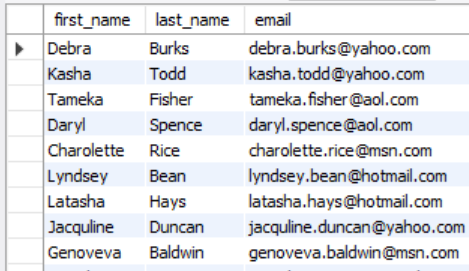 first_name last_name email
Debra Burks debra.burks@yahoo.com
Kasha Todd kasha.todd@yahoo.com
Tameka Fisher tameka.fisher@aol.com
Daryl Spence daryl.spence@aol.com
Charolette Rice charolette.rice@msn.com
Lyndsey Bean lyndsey.bean@hotmail.com
Latasha Hays latasha.hays@hotmail.com
Jacquline Duncan jacquline.duncan@yahoo.com
Genoveva Baldwin genoveva.baldwin@msn.com